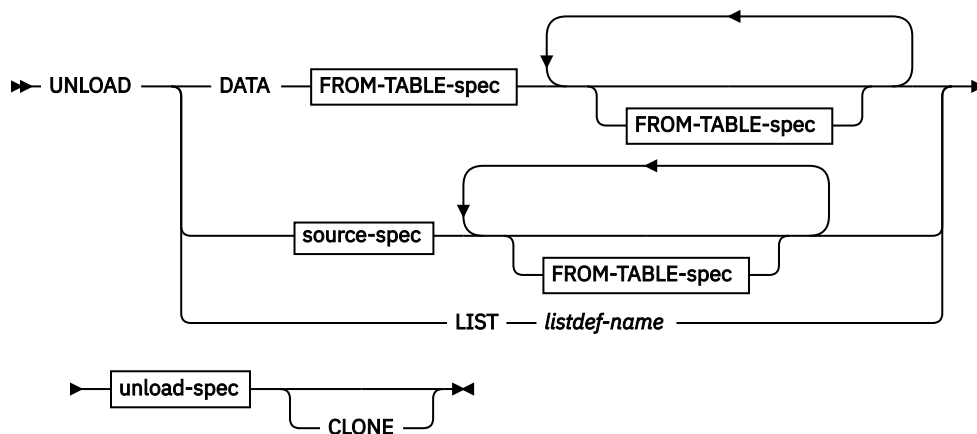 UNLOAD DATA FROM-TABLE-spec
FROM-TABLE-spec
source-spec
FROM-TABLE-spec
LIST listdef-name
unload-spec
CLONE